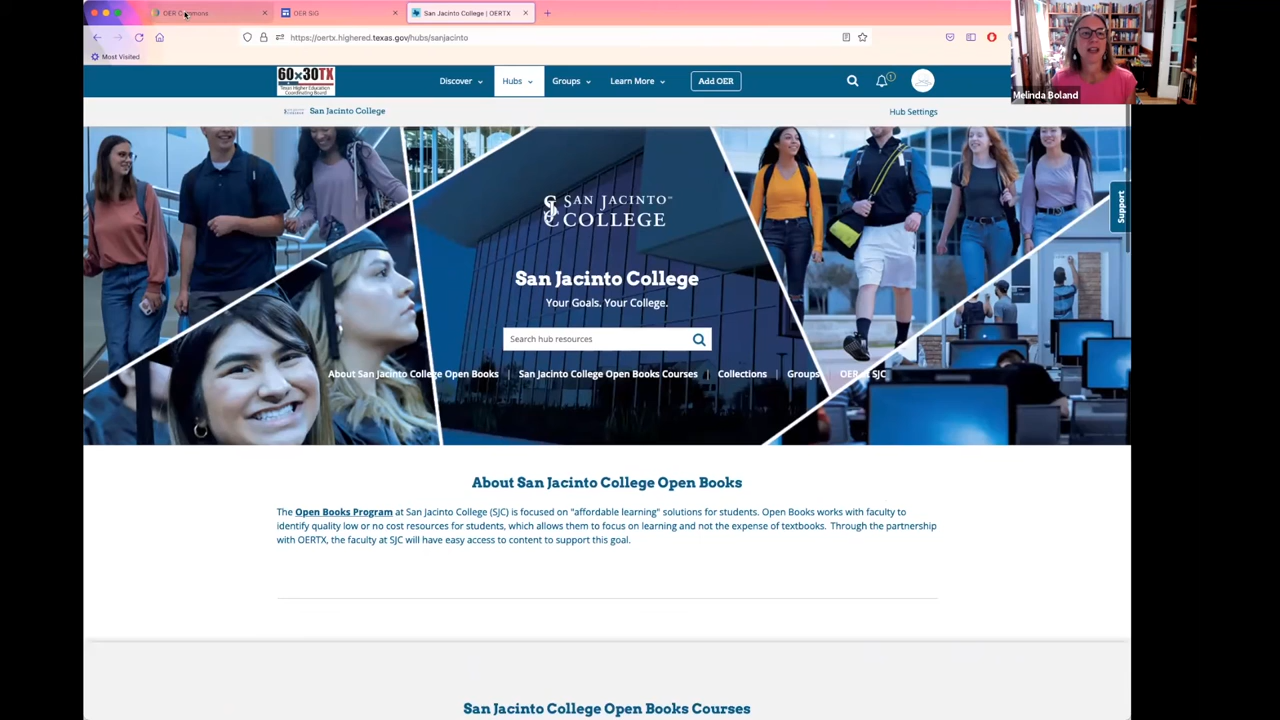 OER Commons
OER SIG
San Jacinto College | OERTX
https://oertx.highered.texas.gov/hubs/sanjacinto
Most Visited
Melinda Boland
60x30TX
Texas Higher Education
Coordinating Board
Discover
Hubs
Groups
Learn More
Add OER
1
San Jacinto College
Hub Settings
Support
SAN JACINTO
COLLEGE
San Jacinto College
Your Goals. Your College.
Search hub resources
About San Jacinto College Open Books | San Jacinto College Open Books Courses | Collections | Groups | OER at SJC
About San Jacinto College Open Books
The Open Books Program at San Jacinto College (SJC) is focused on "affordable learning" solutions for students. Open Books works with faculty to
identify quality low or no cost resources for students, which allows them to focus on learning and not the expense of textbooks. Through the partnership
with OERTX, the faculty at SJC will have easy access to content to support this goal.
San Jacinto College Open Books Courses